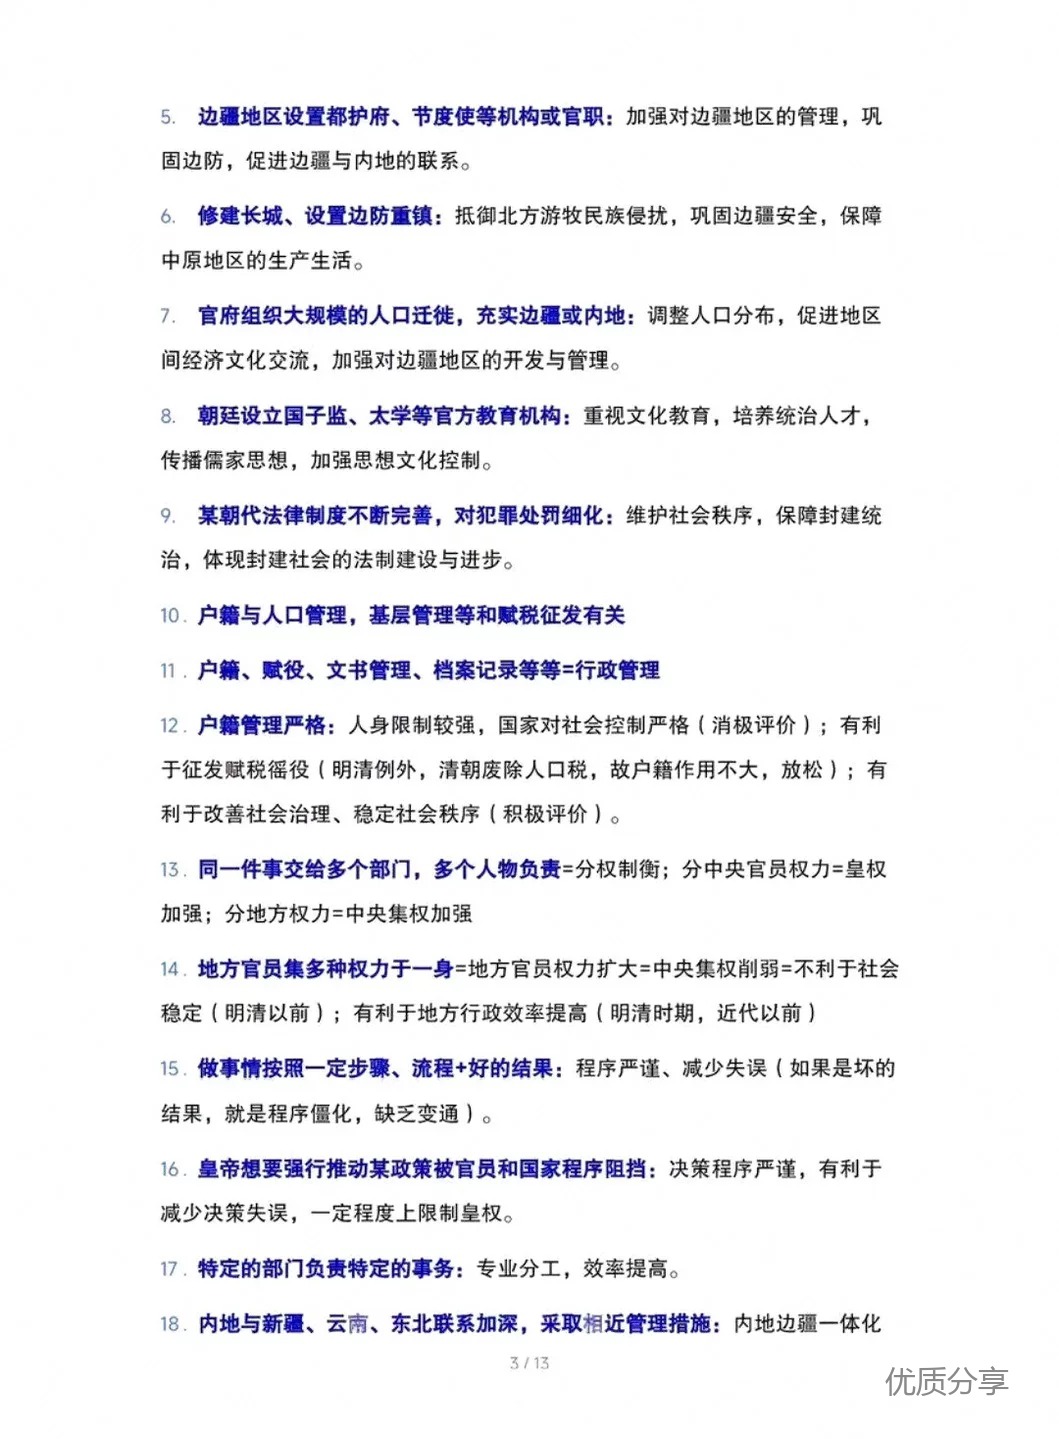 5. 边疆地区设置都护府、节度使等机构或官职：加强对边疆地区的管理，巩
固边防，促进边疆与内地的联系。
6. 修建长城、设置边防重镇：抵御北方游牧民族侵扰，巩固边疆安全，保障
中原地区的生产生活。
7. 官府组织大规模的人口迁徙，充实边疆或内地：调整人口分布，促进地区
间经济文化交流，加强对边疆地区的开发与管理。
8. 朝廷设立国子监、太学等官方教育机构：重视文化教育，培养统治人才，
传播儒家思想，加强思想文化控制。
9. 某朝代法律制度不断完善，对犯罪处罚细化：维护社会秩序，保障封建统
治，体现封建社会的法制建设与进步。
10. 户籍与人口管理，基层管理等和赋税征发有关
11. 户籍、赋役、文书管理、档案记录等等=行政管理
12. 户籍管理严格：人身限制较强，国家对社会控制严格（消极评价）；有利
于征发赋税徭役（明清例外，清朝废除人口税，故户籍作用不大，放松）；有
利于改善社会治理、稳定社会秩序（积极评价）。
13. 同一件事交给多个部门，多个人物负责=分权制衡；分中央官员权力=皇权
加强；分地方权力=中央集权加强
14. 地方官员集多种权力于一身=地方官员权力扩大=中央集权削弱=不利于社会
稳定（明清以前）；有利于地方行政效率提高（明清时期，近代以前）
15. 做事情按照一定步骤、流程+好的结果：程序严谨、减少失误（如果是坏的
结果，就是程序僵化，缺乏变通）。
16. 皇帝想要强行推动某政策被官员和国家程序阻挡：决策程序严谨，有利于
减少决策失误，一定程度上限制皇权。
17. 特定的部门负责特定的事务：专业分工，效率提高。
18. 内地与新疆、云南、东北联系加深，采取相近管理措施：内地边疆一体化
3 / 13
优质分享